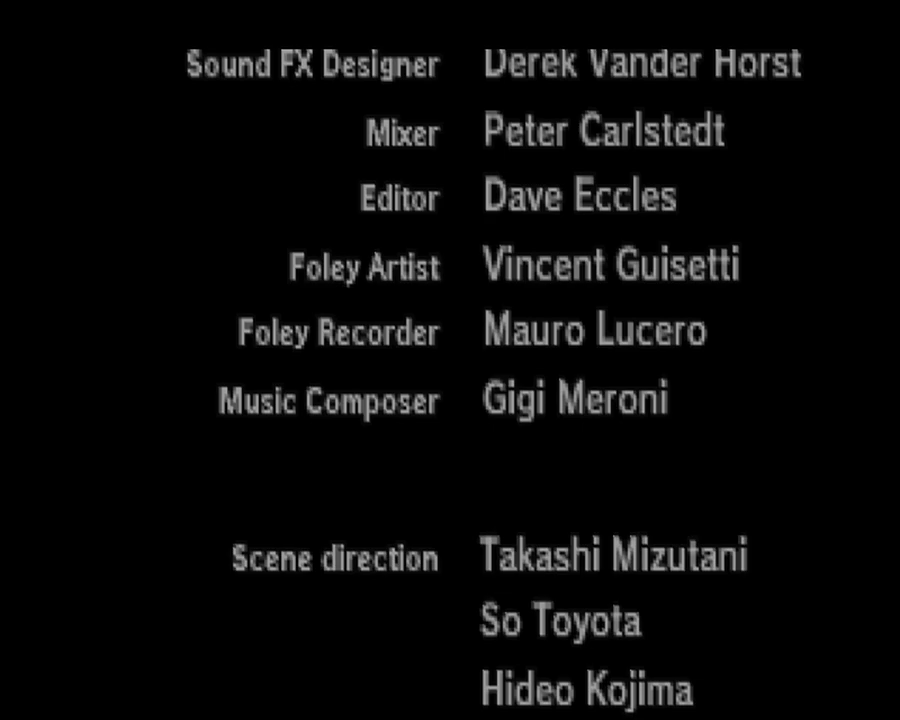 Sound FX Designer Derek Vander Horst
Mixer Peter Carlstedt
Editor Dave Eccles
Foley Artist Vincent Guisetti
Foley Recorder Mauro Lucero
Music Composer Gigi Meroni
Scene direction Takashi Mizutani
So Toyota
Hideo Kojima